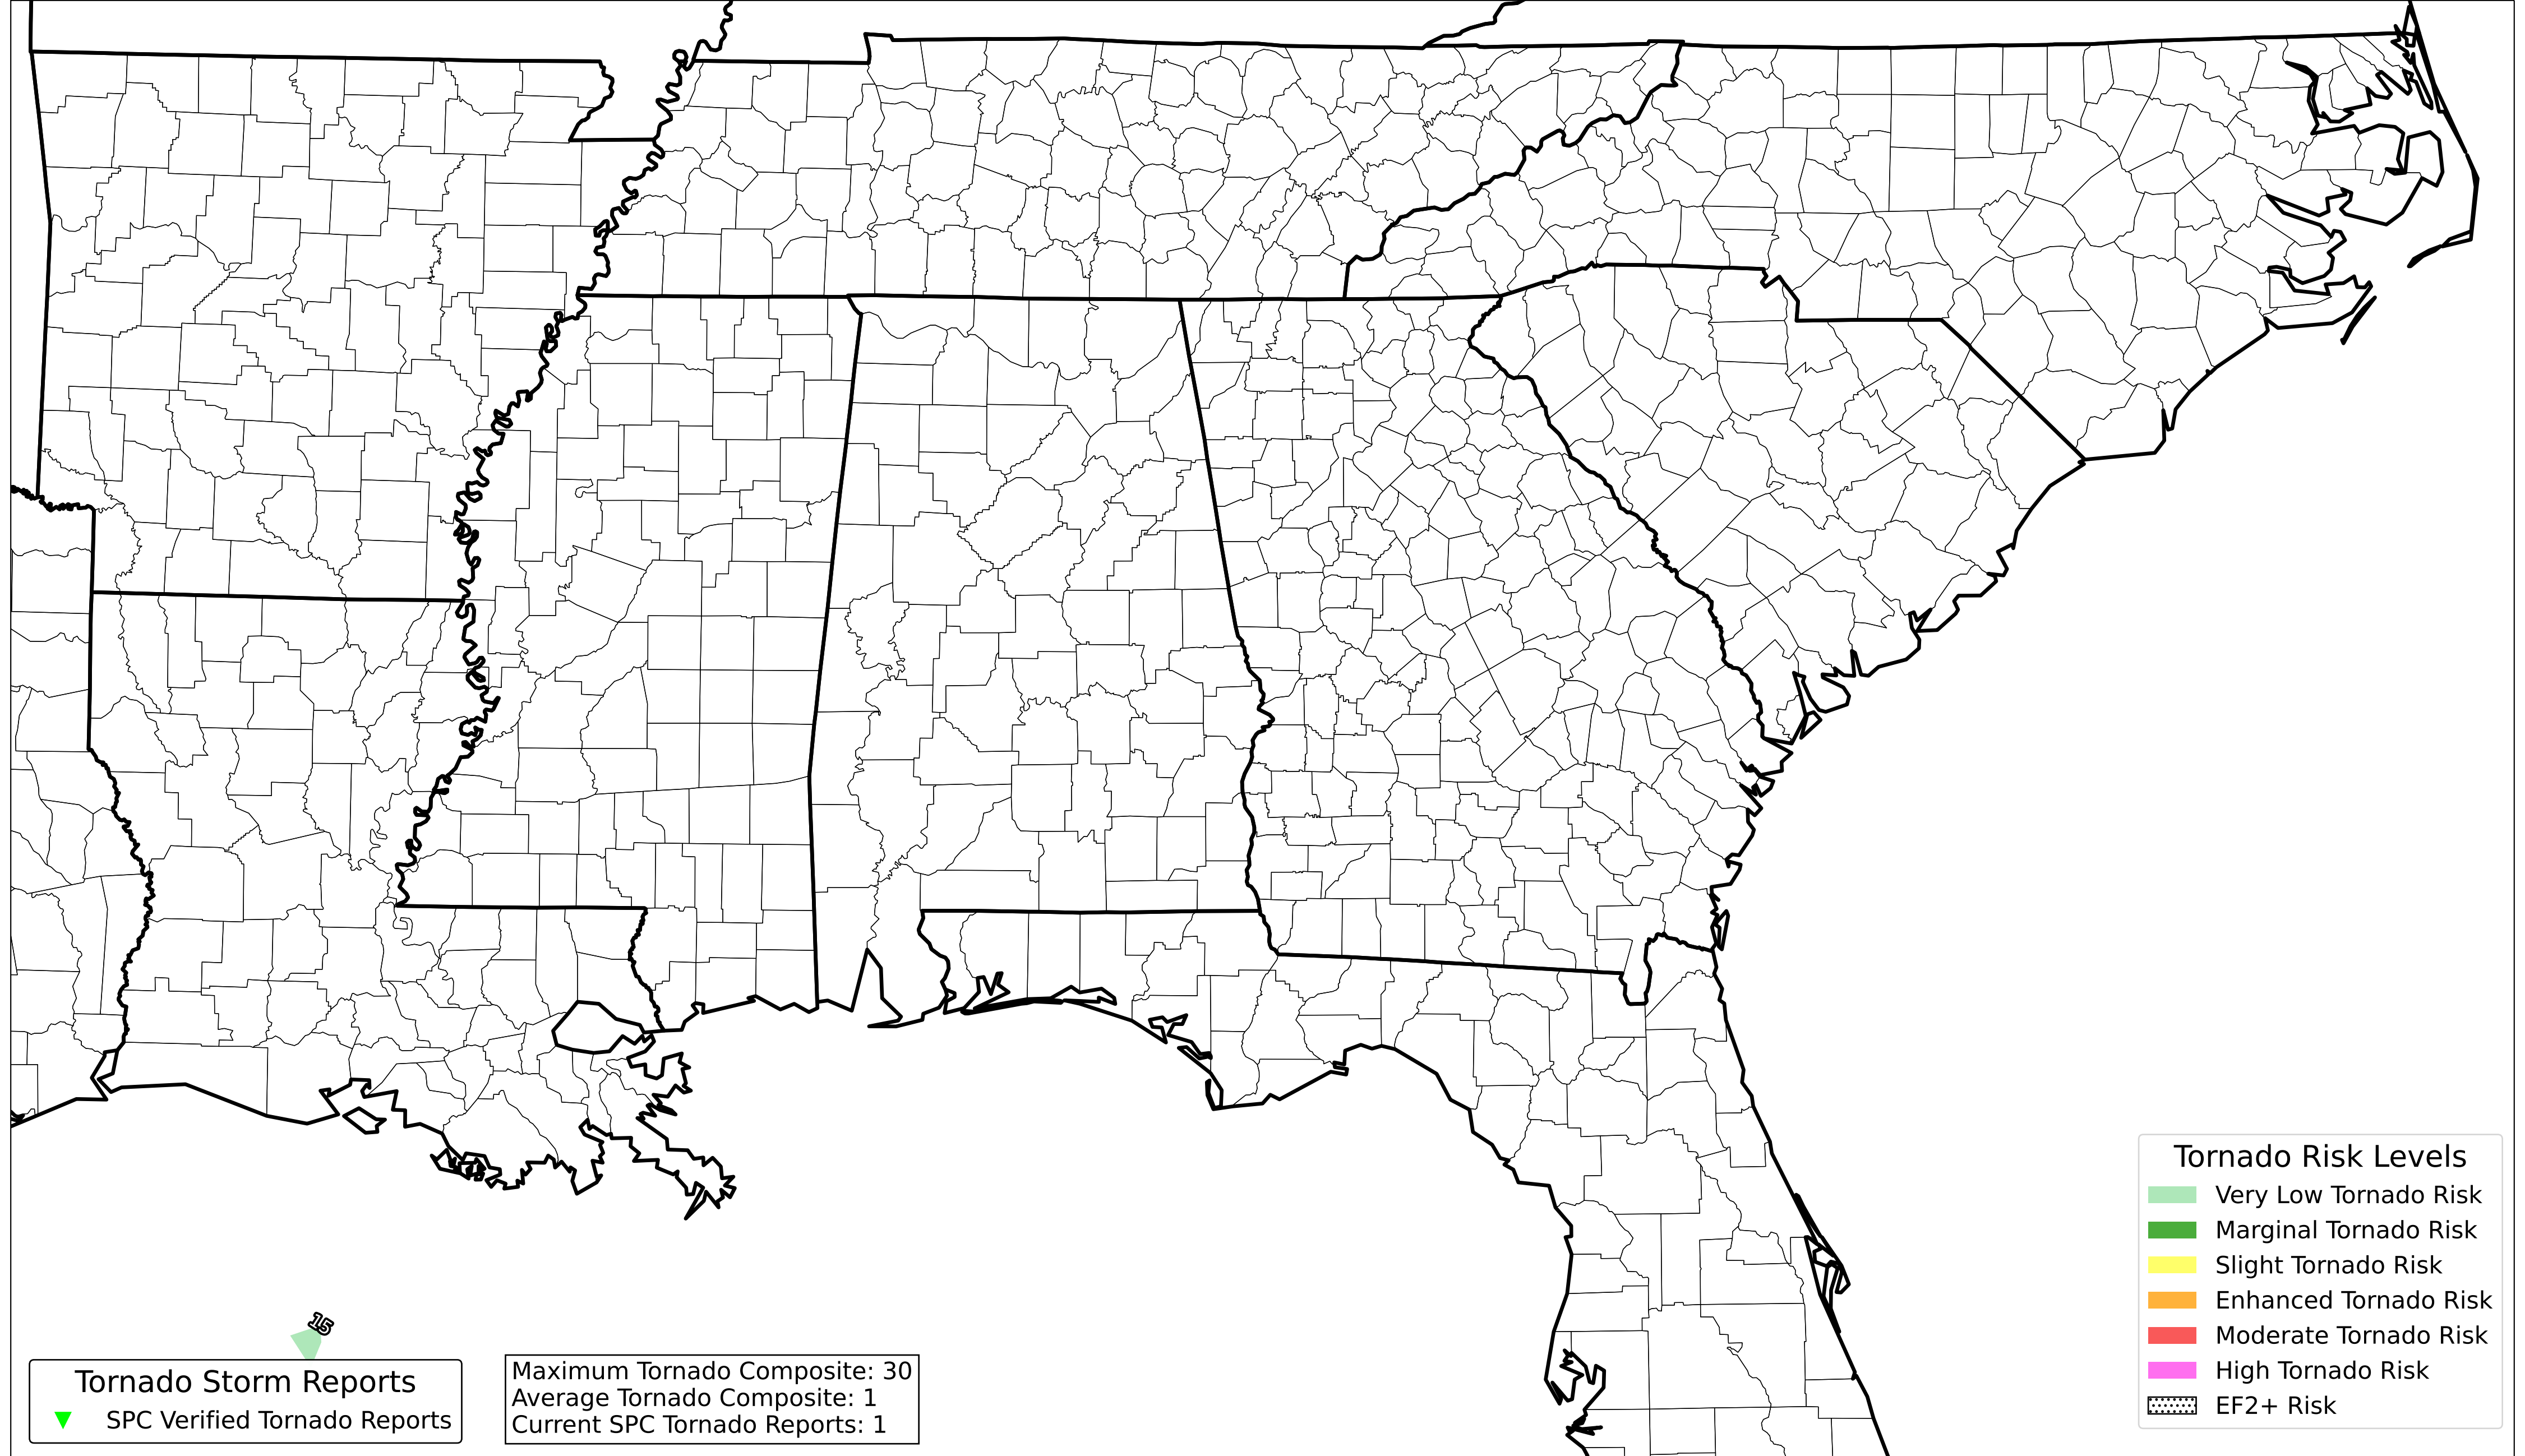 15
Tornado Storm Reports
SPC Verified Tornado Reports
Maximum Tornado Composite: 30
Average Tornado Composite: 1
Current SPC Tornado Reports: 1
Tornado Risk Levels
Very Low Tornado Risk
Marginal Tornado Risk
Slight Tornado Risk
Enhanced Tornado Risk
Moderate Tornado Risk
High Tornado Risk
EF2+ Risk